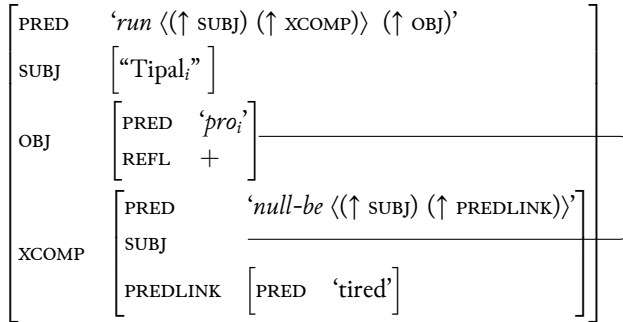 PRED ‘run ⟨(↑ SUBJ) (↑ XCOMP)⟩ (↑ OBJ)’
SUBJ [“Tipalᵢ”]
OBJ
PRED ‘proᵢ’
REFL +
XCOMP
PRED ‘null-be ⟨(↑ SUBJ) (↑ PREDLINK)⟩’
SUBJ
PREDLINK [PRED ‘tired’]